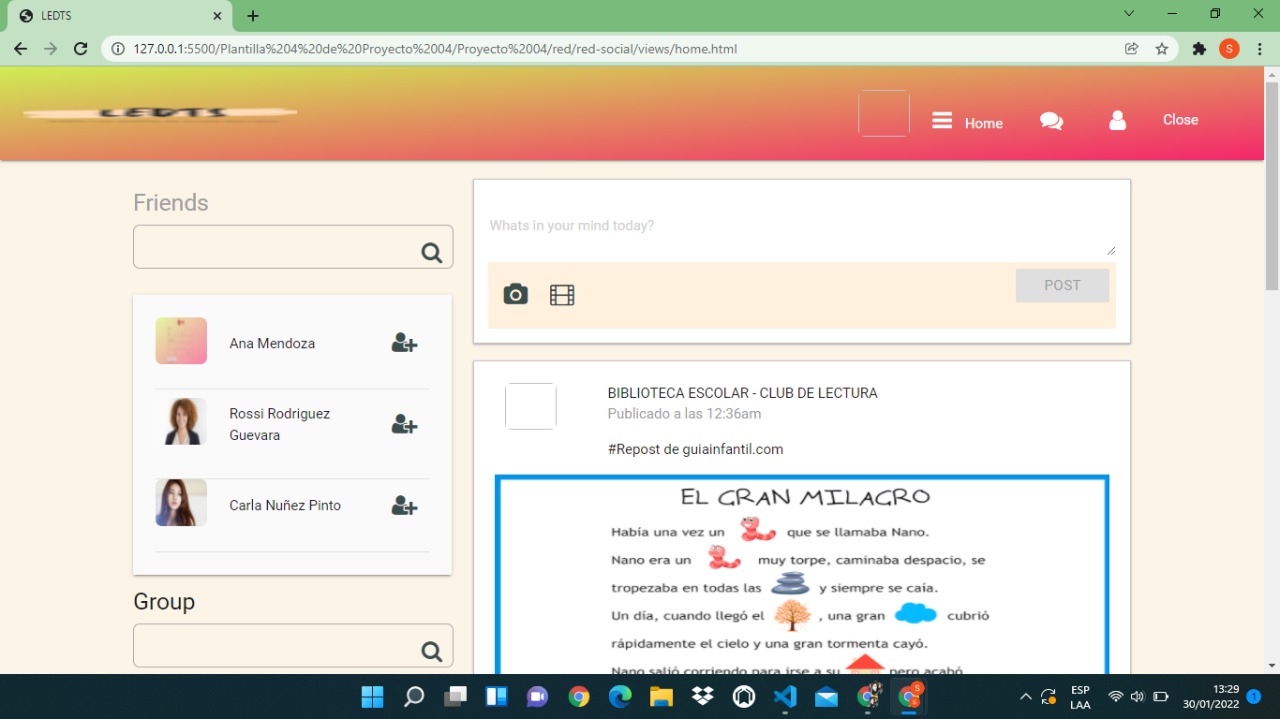 LEDTS
127.0.0.1:5500/Plantilla%204%20de%20Proyecto%2004/Proyecto%2004/red/red-social/views/home.html
S
LEDTS
Home
Close
Friends
Ana Mendoza
Rossi Rodriguez
Guevara
Carla Nuñez Pinto
Group
Whats in your mind today?
POST
BIBLIOTECA ESCOLAR - CLUB DE LECTURA
Publicado a las 12:36am
#Repost de guiainfantil.com
EL GRAN MILAGRO
Había una vez un que se llamaba Nano.
Nano era un muy torpe, caminaba despacio, se
tropezaba en todas las y siempre se caía.
Un día, cuando llegó el , una gran cubrió
rápidamente el cielo y una gran tormenta cayó.
Nano salió corriendo para irse a su pero acabó
S
ESP
LAA
13:29
30/01/2022
1